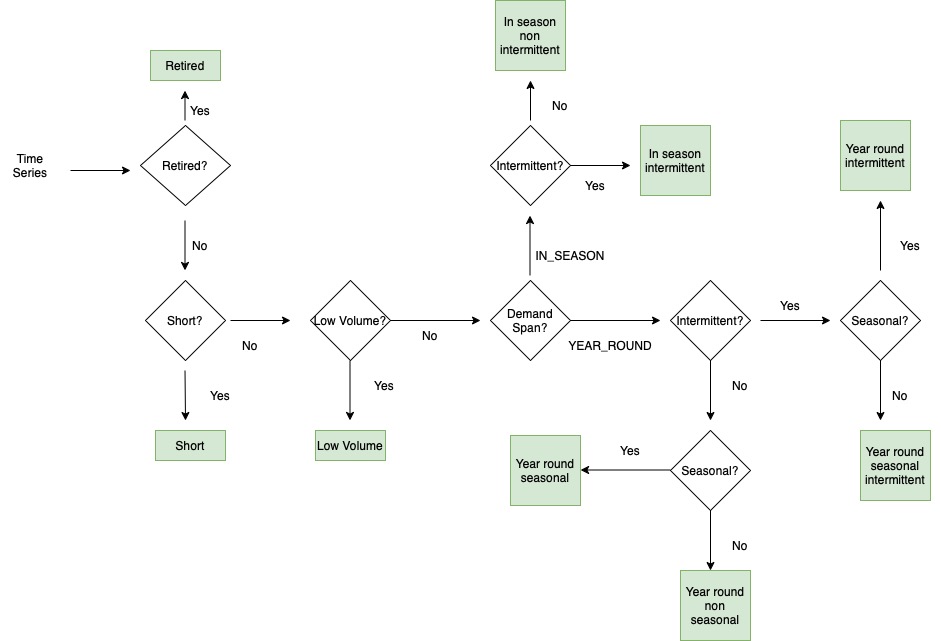 In season
non
intermittent
Retired
Yes
No
Time
Series
Retired?
Intermittent?
Yes
In season
intermittent
Year round
intermittent
No
IN_SEASON
Yes
Short?
No
Low Volume?
No
Demand
Span?
YEAR_ROUND
Intermittent?
Yes
Seasonal?
Yes
Yes
No
No
Short
Low Volume
Year round
seasonal
Yes
Seasonal?
Year round
seasonal
intermittent
No
Year round
non
seasonal